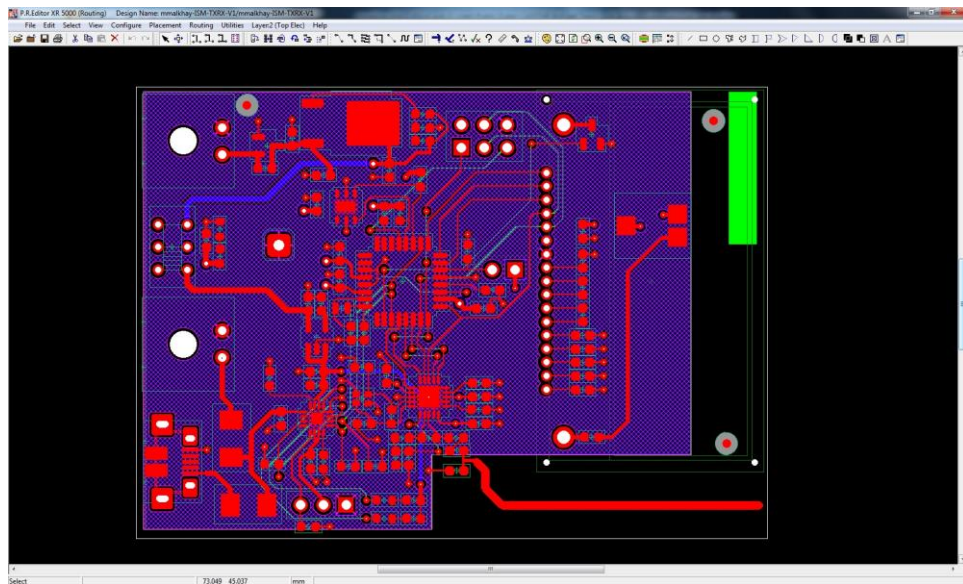 P.R.Editor XR 5000 (Routing) Design Name: mmalkhay-ISM-TXRX-V1/mmalkhay-ISM-TXRX-V1
File Edit Select View Configure Placement Routing Utilities Layer2 (Top Elec) Help
Select 73.049 45.037 mm